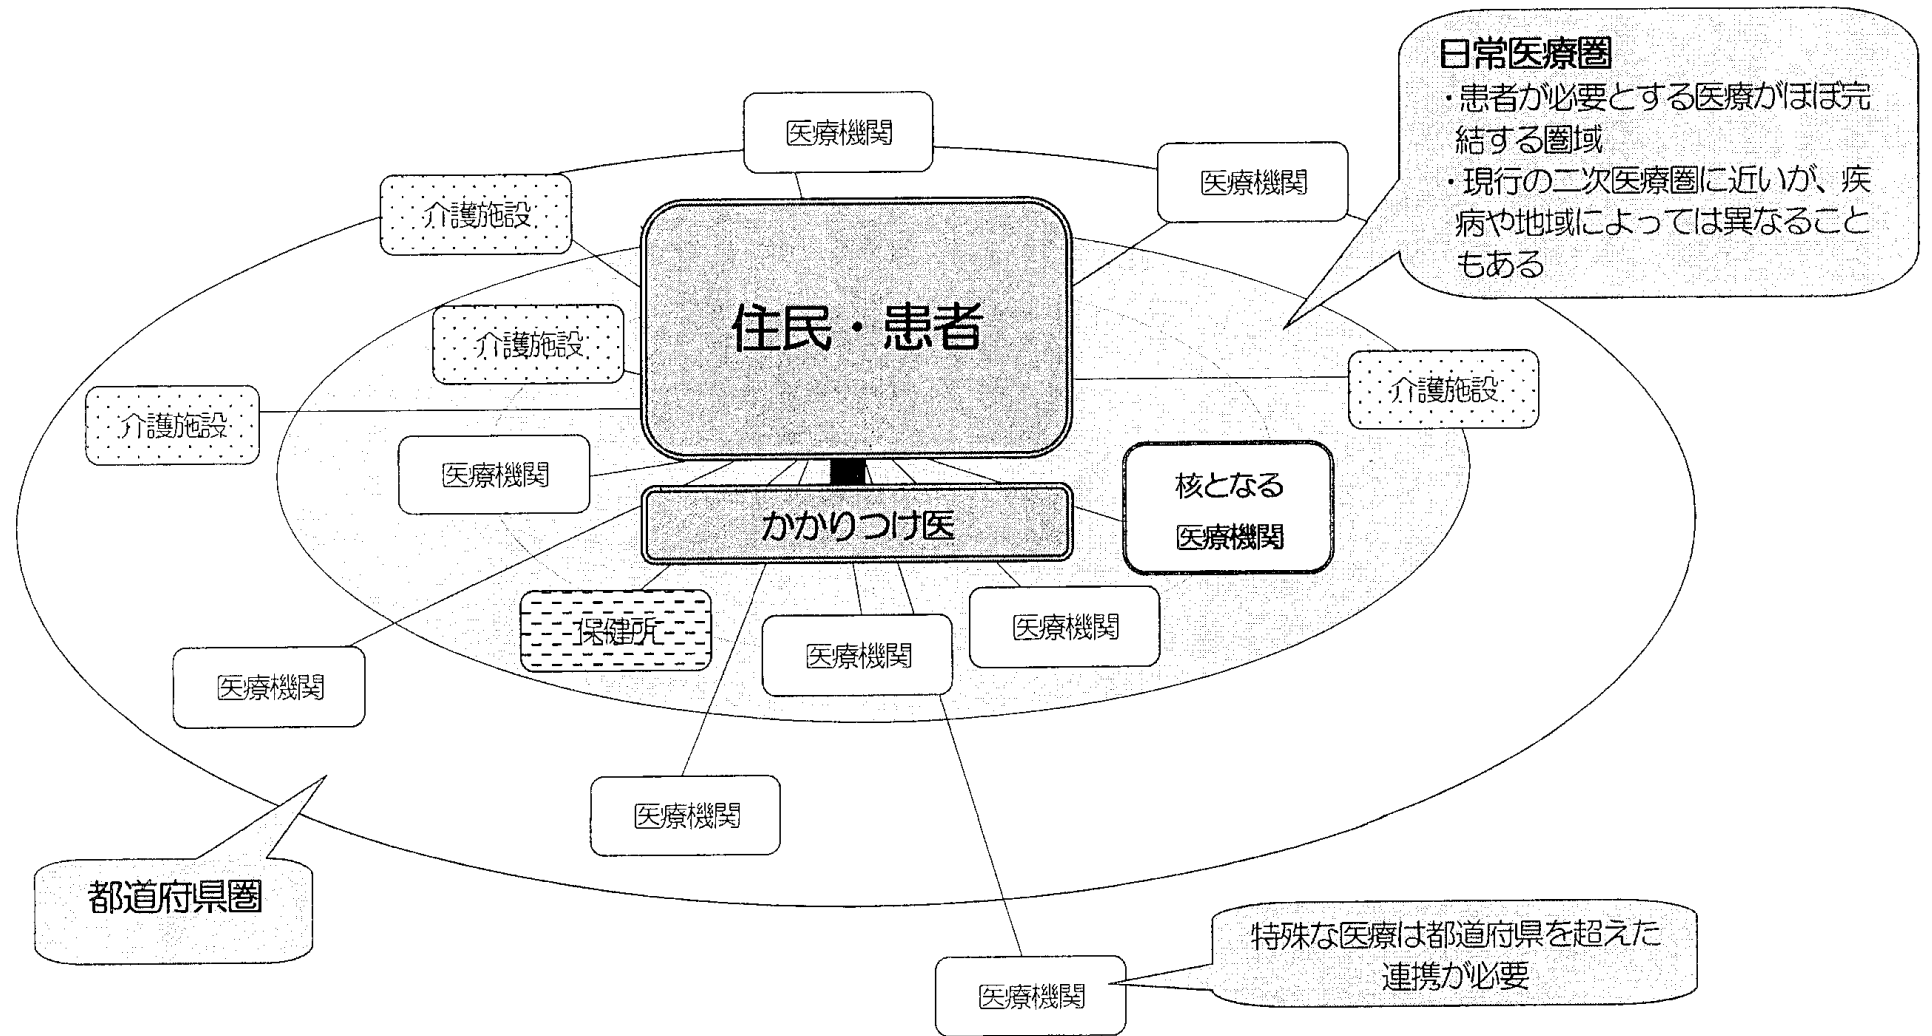 日常医療圏
・患者が必要とする医療がほぼ完
結する圏域
・現行の二次医療圏に近いが、疾
病や地域によっては異なること
もある
医療機関
医療機関
介護施設
住民・患者
介護施設
介護施設
介護施設
医療機関
核となる
医療機関
かかりつけ医
保健所
医療機関
医療機関
医療機関
医療機関
都道府県圏
特殊な医療は都道府県を超えた
連携が必要
医療機関